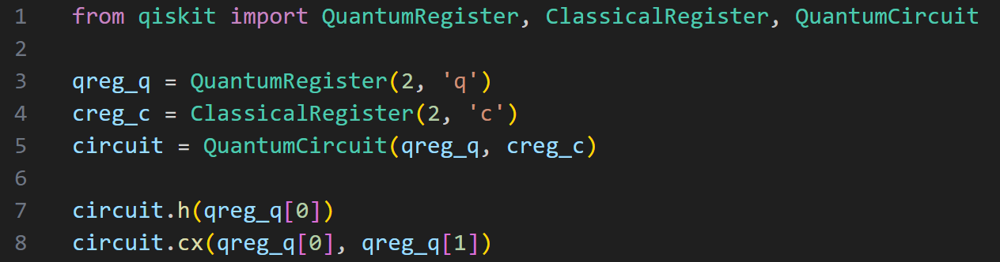 1 from qiskit import QuantumRegister, ClassicalRegister, QuantumCircuit
2
3 qreg_q = QuantumRegister(2, 'q')
4 creg_c = ClassicalRegister(2, 'c')
5 circuit = QuantumCircuit(qreg_q, creg_c)
6
7 circuit.h(qreg_q[0])
8 circuit.cx(qreg_q[0], qreg_q[1])